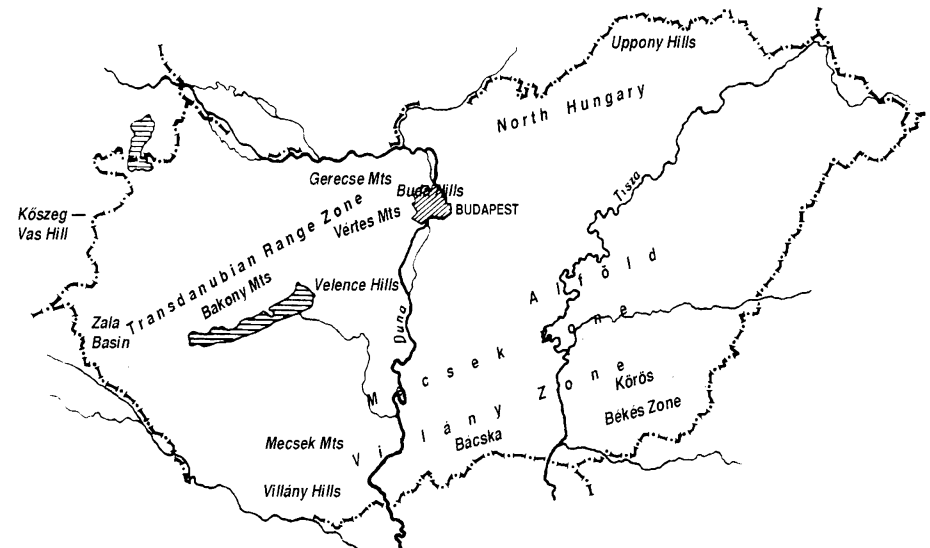 Uppony Hills
North Hungary
Gerecse Mts
Buda Hills
BUDAPEST
Tisza
Kőszeg
Vas Hill
Transdanubian Range Zone
Vértes Mts
Bakony Mts
Velence Hills
Zala
Basin
Duna
Alföld
Mecsek Zone
Villány Zone
Körös
Békés Zone
Bácska
Mecsek Mts
Villány Hills